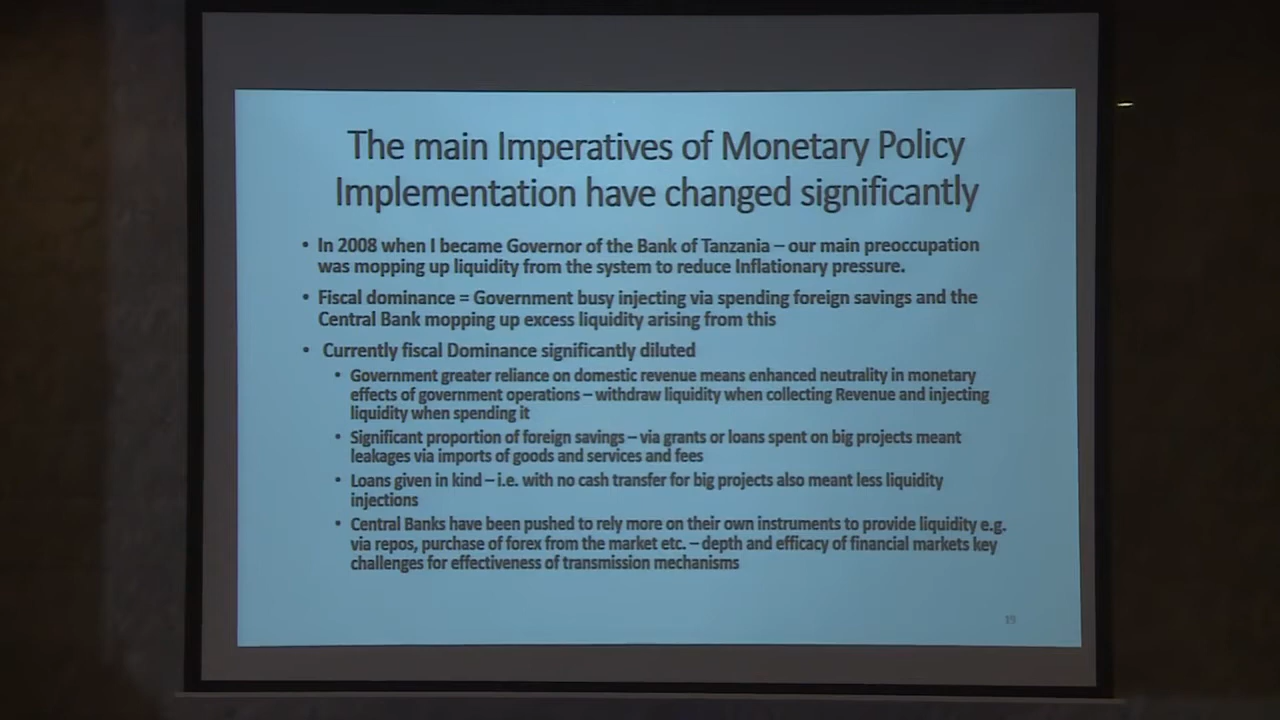 The main Imperatives of Monetary Policy
Implementation have changed significantly
• In 2008 when I became Governor of the Bank of Tanzania – our main preoccupation
was mopping up liquidity from the system to reduce Inflationary pressure.
• Fiscal dominance = Government busy injecting via spending foreign savings and the
Central Bank mopping up excess liquidity arising from this
• Currently fiscal Dominance significantly diluted
• Government greater reliance on domestic revenue means enhanced neutrality in monetary
effects of government operations – withdraw liquidity when collecting Revenue and injecting
liquidity when spending it
• Significant proportion of foreign savings – via grants or loans spent on big projects meant
leakages via imports of goods and services and fees
• Loans given in kind – i.e. with no cash transfer for big projects also meant less liquidity
injections
• Central Banks have been pushed to rely more on their own instruments to provide liquidity e.g.
via repos, purchase of forex from the market etc. – depth and efficacy of financial markets key
challenges for effectiveness of transmission mechanisms
19